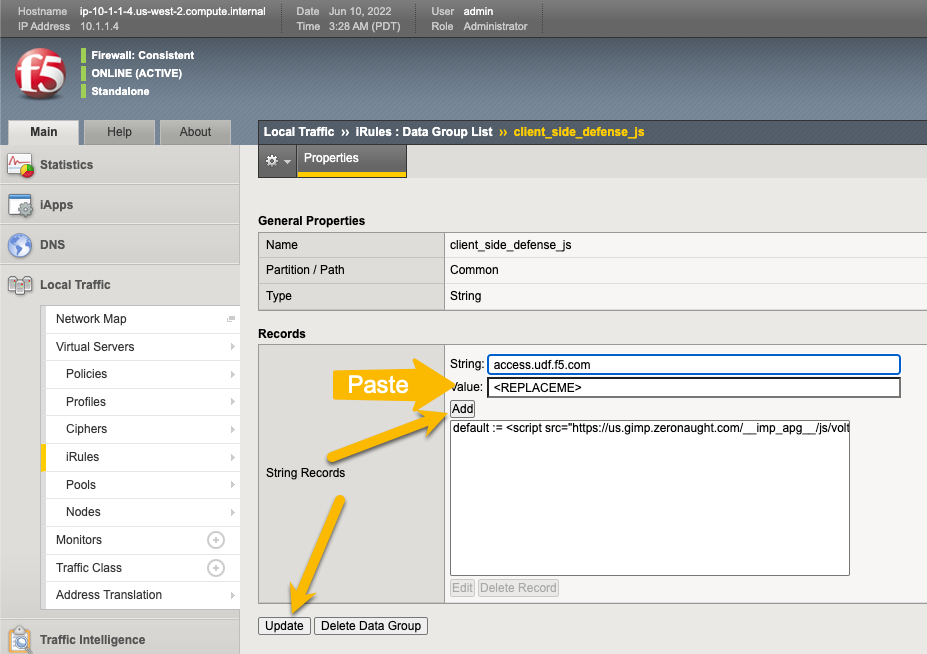 Hostname ip-10-1-1-4.us-west-2.compute.internal Date Jun 10, 2022 User admin
IP Address 10.1.1.4 Time 3:28 AM (PDT) Role Administrator
f5
Firewall: Consistent
ONLINE (ACTIVE)
Standalone
Main Help About
Local Traffic ›› iRules : Data Group List ›› client_side_defense_js
Properties
Statistics
iApps
DNS
Local Traffic
Network Map
Virtual Servers
Policies
Profiles
Ciphers
iRules
Pools
Nodes
Monitors
Traffic Class
Address Translation
Traffic Intelligence
General Properties
Name client_side_defense_js
Partition / Path Common
Type String
Records
String Records
String: access.udf.f5.com
Paste
Value: <REPLACEME>
Add
default := <script src="https://us.gimp.zeronaught.com/__imp_apg__/js/volt
Edit Delete Record
Update Delete Data Group